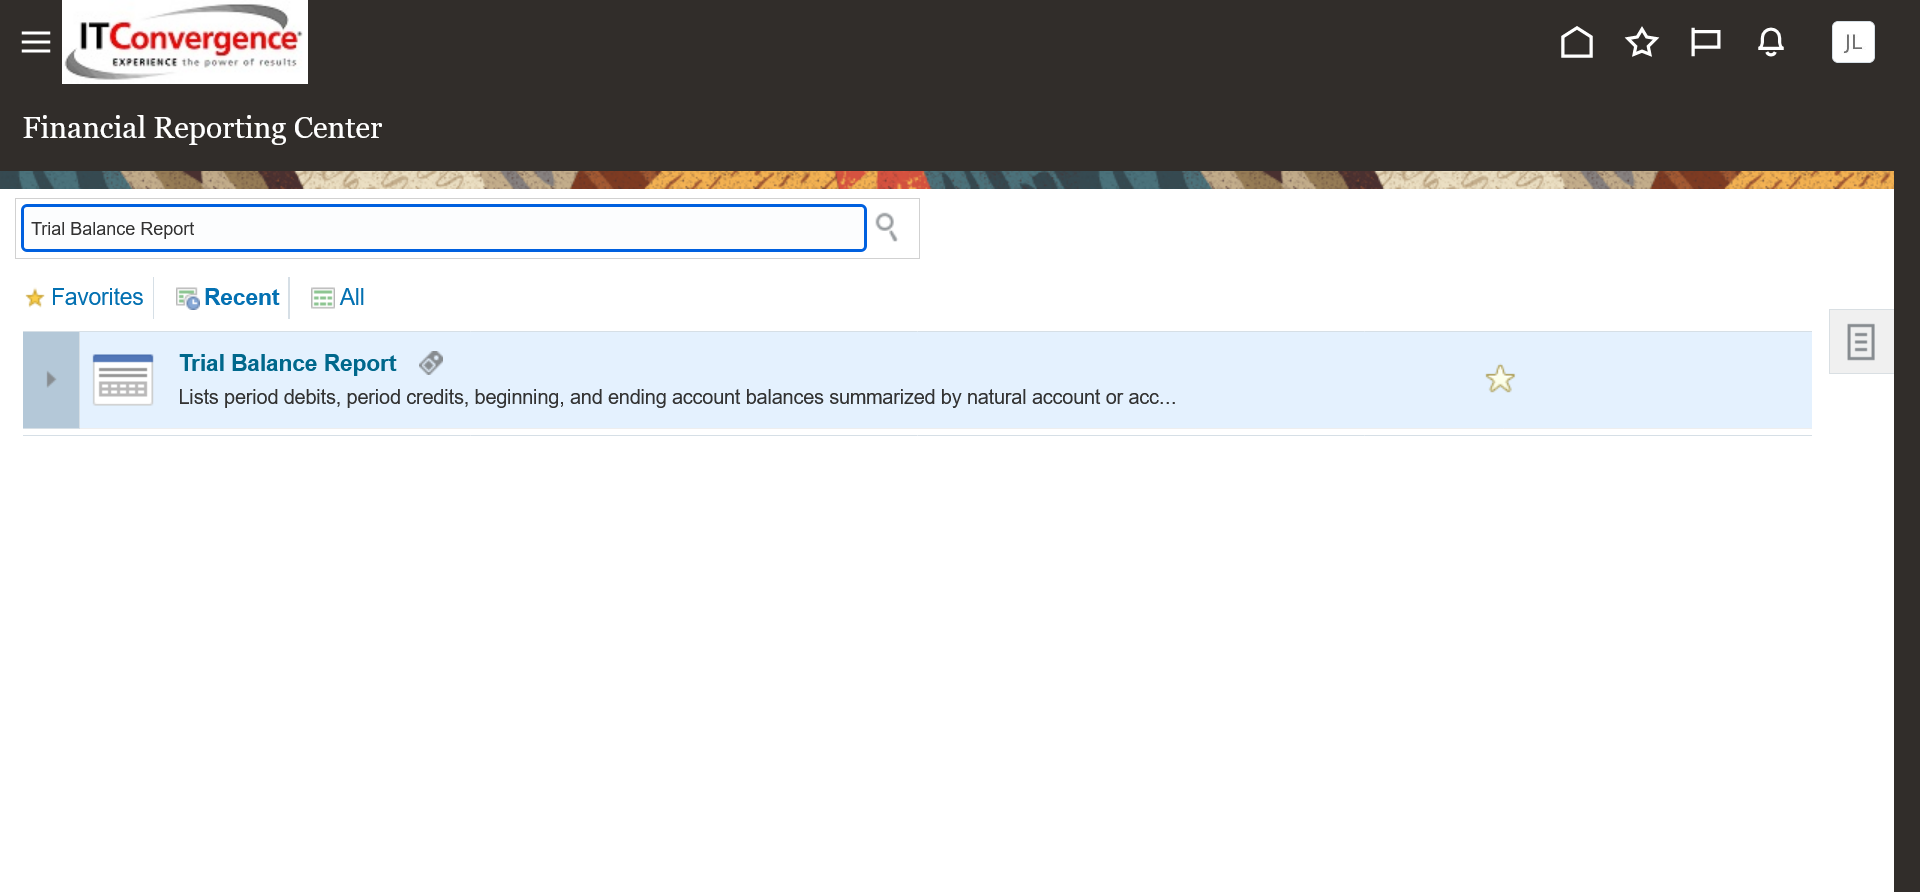 ITConvergence
EXPERIENCE the power of results
JL
Financial Reporting Center
Trial Balance Report
Favorites
Recent
All
Trial Balance Report
Lists period debits, period credits, beginning, and ending account balances summarized by natural account or acc...